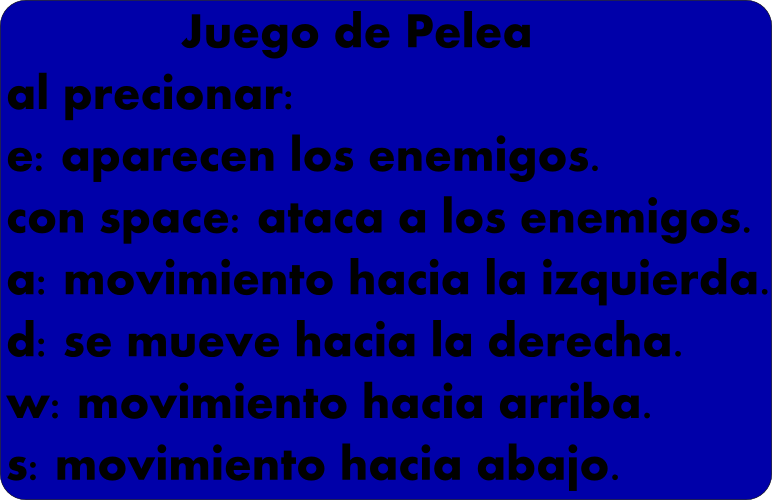 Juego de Pelea
al precionar:
e: aparecen los enemigos.
con space: ataca a los enemigos.
a: movimiento hacia la izquierda.
d: se mueve hacia la derecha.
w: movimiento hacia arriba.
s: movimiento hacia abajo.